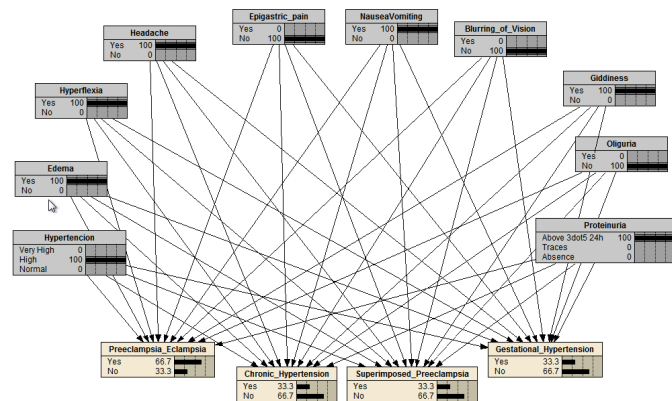 Headache
Yes 100
No 0
Epigastric_pain
Yes 0
No 100
NauseaVomiting
Yes 100
No 0
Blurring_of_Vision
Yes 0
No 100
Hyperflexia
Yes 100
No 0
Giddiness
Yes 100
No 0
Edema
Yes 100
No 0
Oliguria
Yes 0
No 100
Hypertencion
Very High 0
High 100
Normal 0
Proteinuria
Above 3dot5 24h 100
Traces 0
Absence 0
Preeclampsia_Eclampsia
Yes 66.7
No 33.3
Chronic_Hypertension
Yes 33.3
No 66.7
Superimposed_Preeclampsia
Yes 33.3
No 66.7
Gestational_Hypertension
Yes 33.3
No 66.7